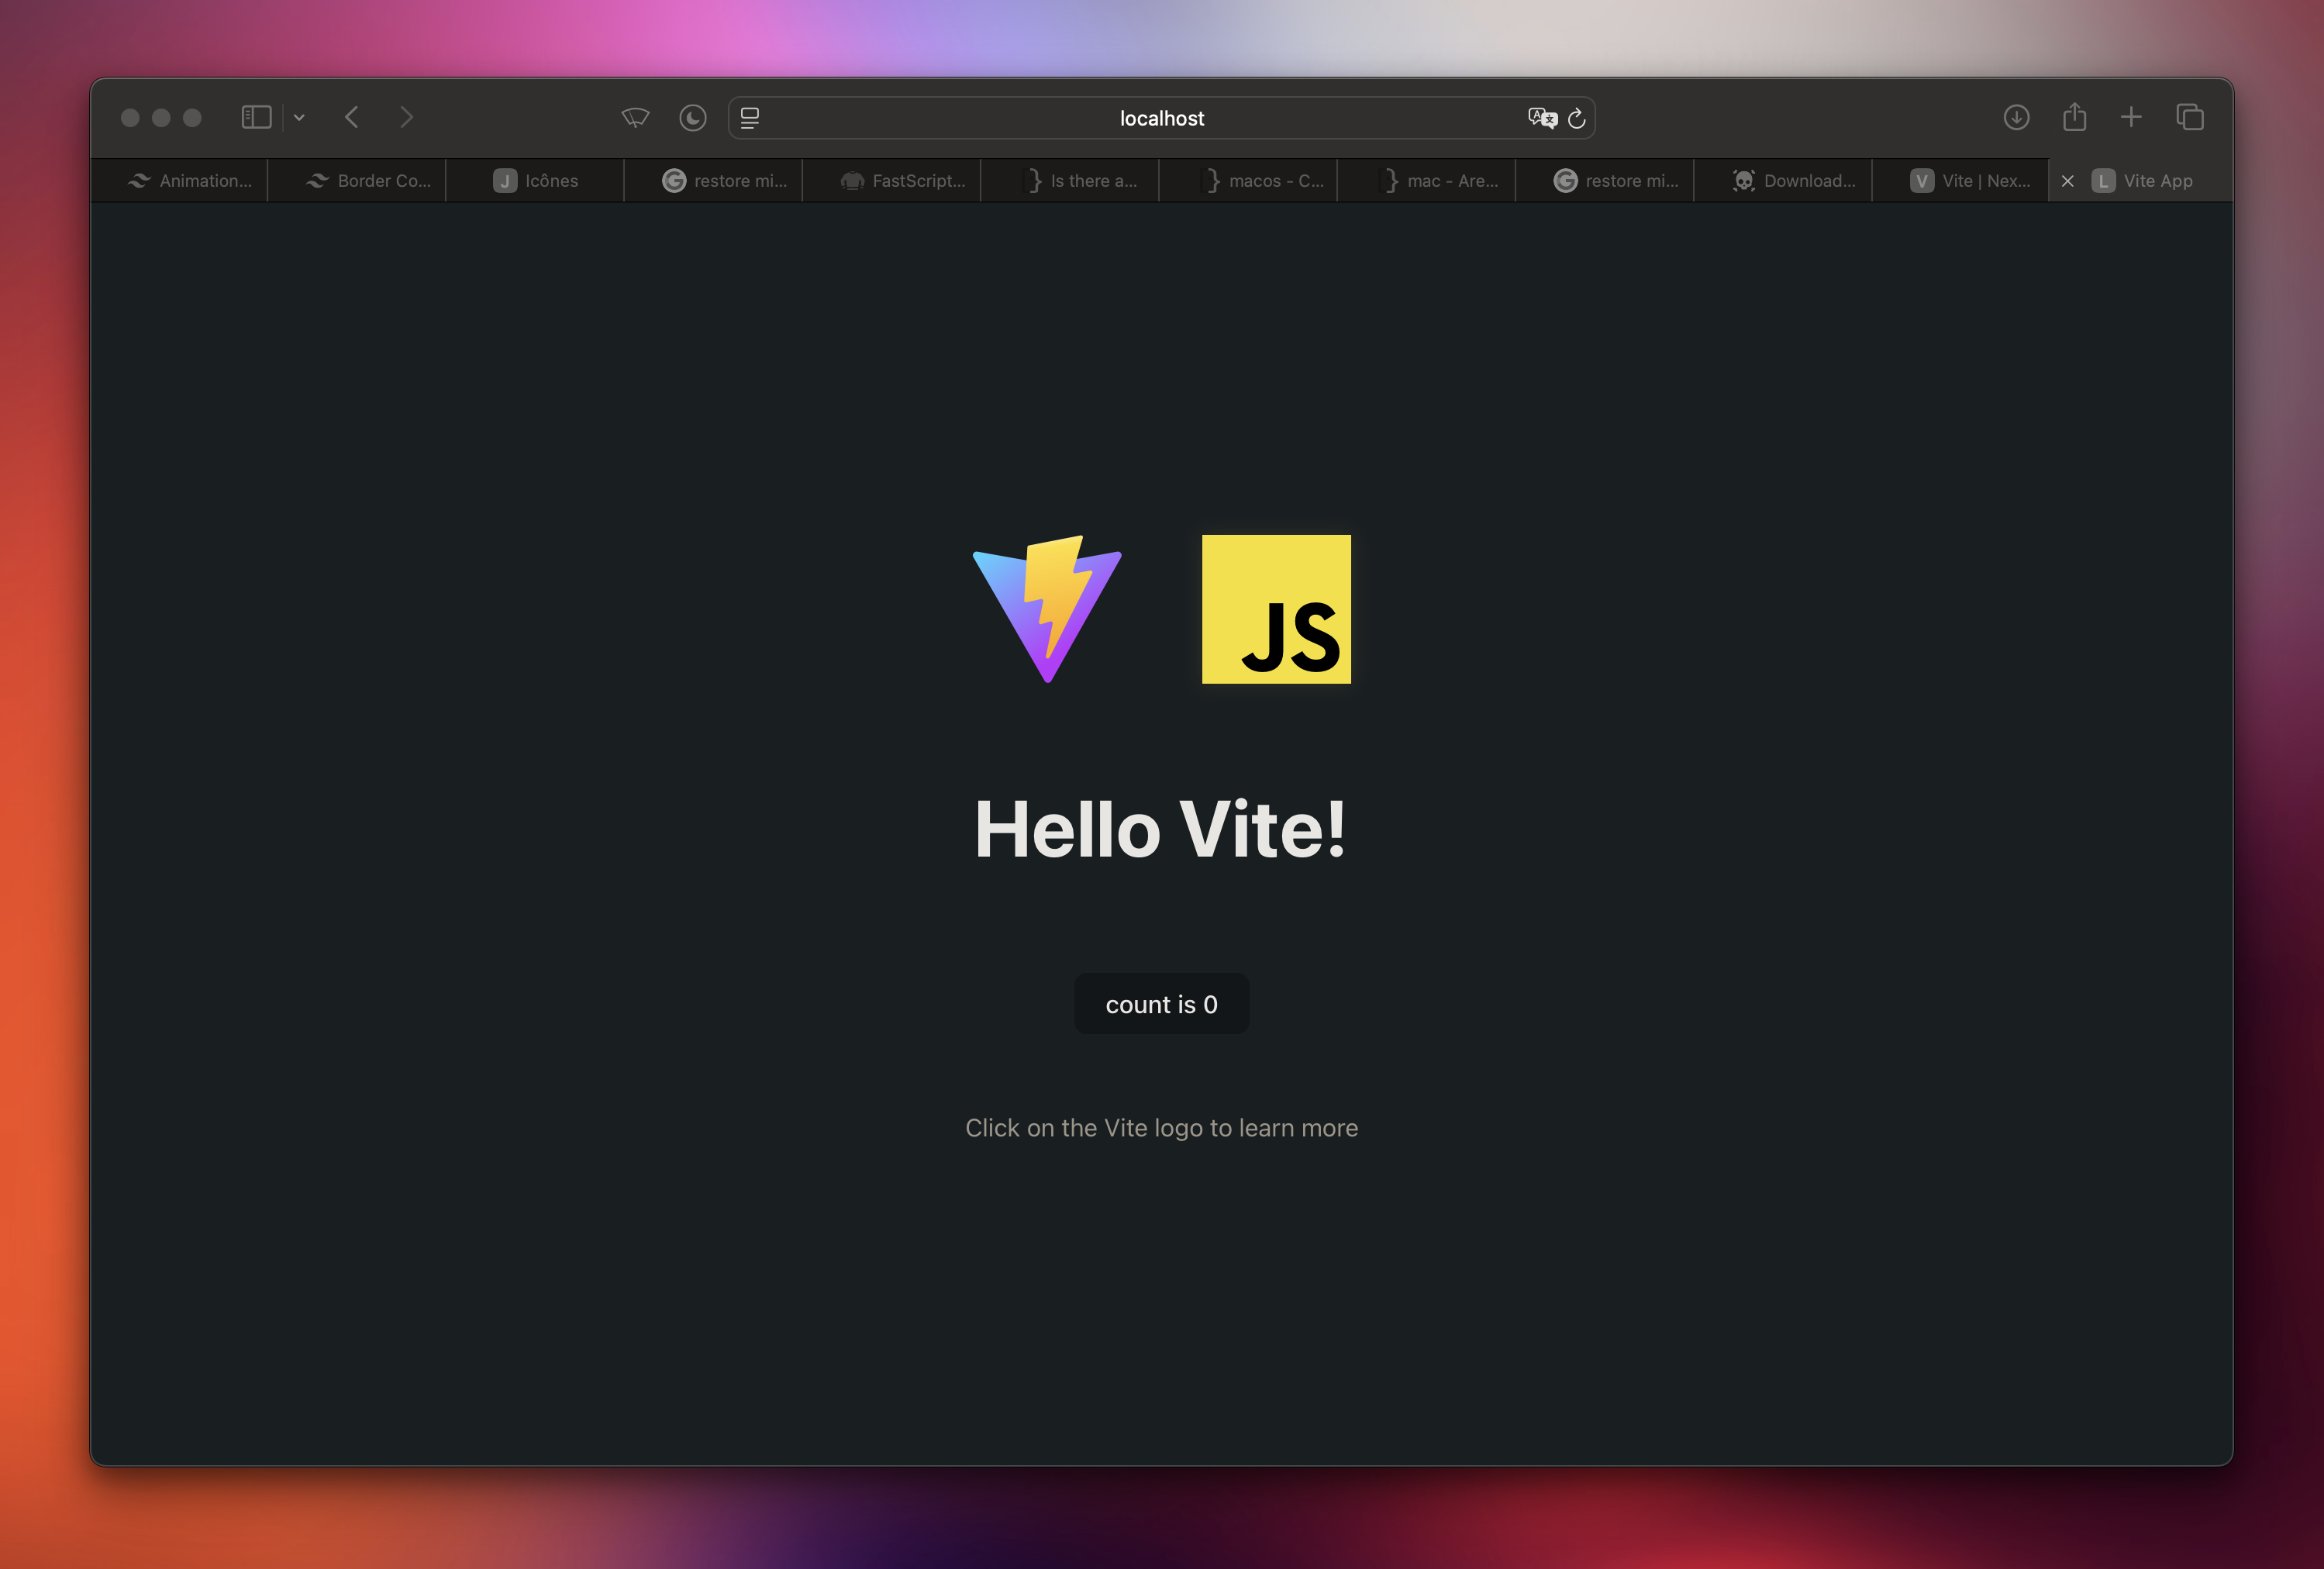 localhost
Animation...
Border Co...
J Icônes
G restore mi...
FastScript...
Is there a...
macos - C...
mac - Are...
G restore mi...
Download...
V Vite | Nex...
L Vite App
JS
Hello Vite!
count is 0
Click on the Vite logo to learn more